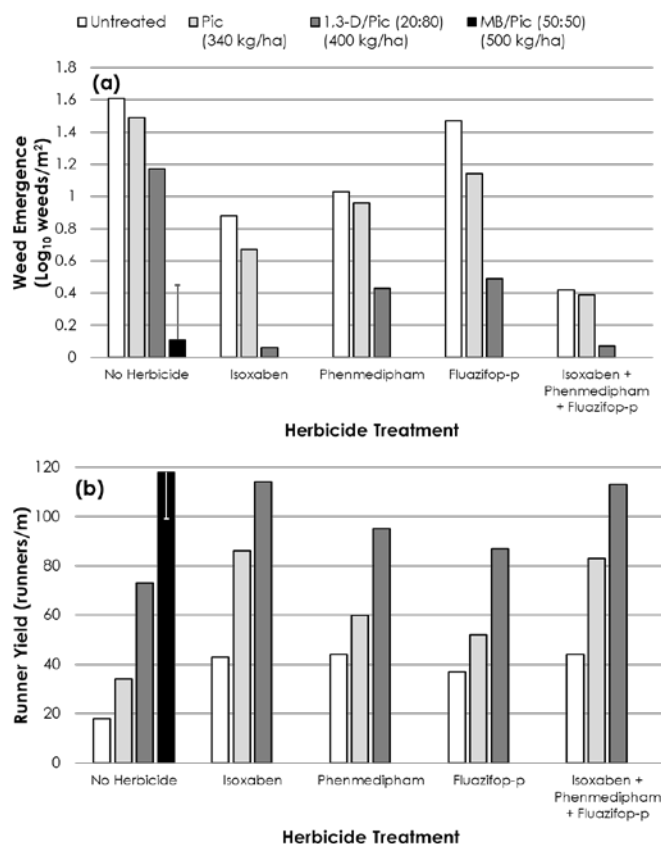 Untreated Pic 1,3-D/Pic (20:80) MB/Pic (50:50)
(340 kg/ha) (400 kg/ha) (500 kg/ha)
(a)
Weed Emergence
(Log10 weeds/m²)
1.8
1.6
1.4
1.2
1
0.8
0.6
0.4
0.2
0
No Herbicide Isoxaben Phenmedipham Fluazifop-p Isoxaben +
Phenmedipham
+ Fluazifop-p
Herbicide Treatment
(b)
Runner Yield (runners/m)
120
100
80
60
40
20
0
No Herbicide Isoxaben Phenmedipham Fluazifop-p Isoxaben +
Phenmedipham
+ Fluazifop-p
Herbicide Treatment